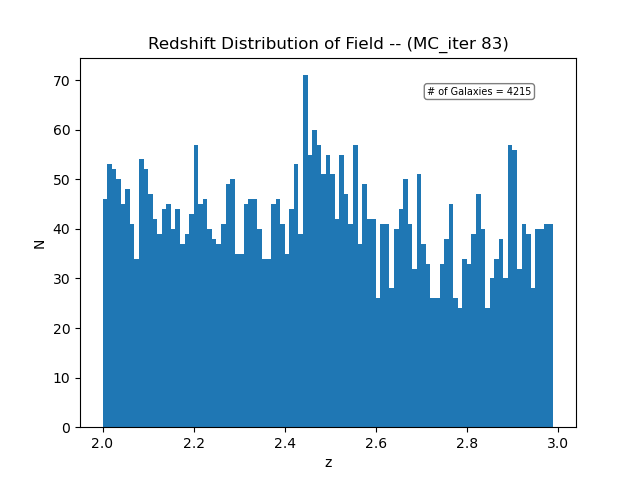 Redshift Distribution of Field -- (MC_iter 83)
# of Galaxies = 4215
70
60
50
40
30
20
10
0
N
2.0 2.2 2.4 2.6 2.8 3.0
z